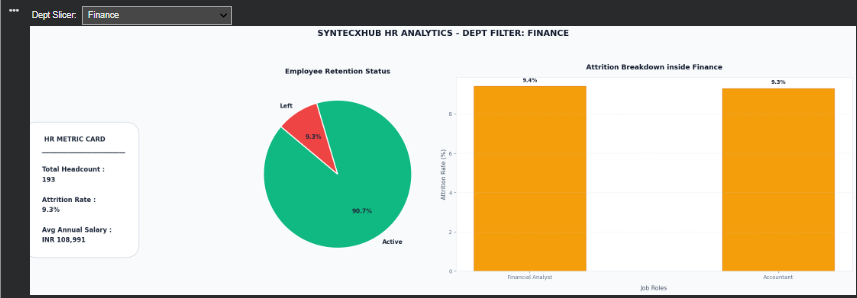 Dept Slicer: Finance
SYNTECXHUB HR ANALYTICS - DEPT FILTER: FINANCE
HR METRIC CARD
Total Headcount :
193
Attrition Rate :
9.3%
Avg Annual Salary :
INR 108,991
Employee Retention Status
Left
9.3%
90.7%
Active
Attrition Breakdown inside Finance
9.4%
9.3%
Attrition Rate (%)
8
6
4
2
0
Financial Analyst
Accountant
Job Roles